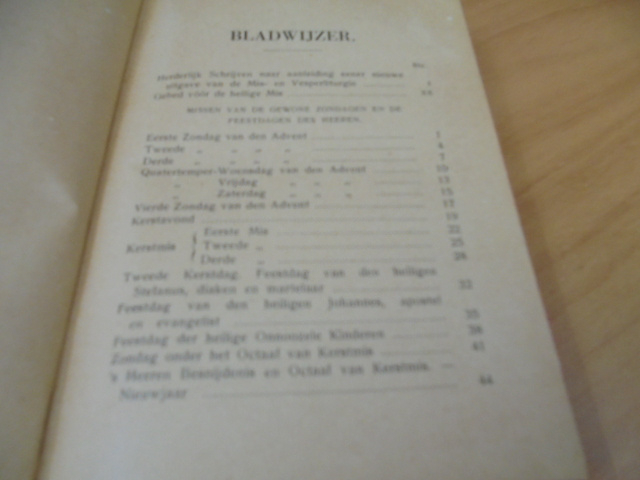 BLADWIJZER.
Blz.
Herderlijk Schrijven naar aanleiding eener nieuwe
uitgave van de Mis- en Vesperliturgie
Gebed vóór de heilige Mis
MISSEN VAN DE GEWONE ZONDAGEN EN DE
FEESTDAGEN DES HEEREN.
Eerste Zondag van den Advent 1
Tweede „ „ „ „ 4
Derde „ „ „ „ 7
Quatertemper-Woensdag van den Advent 10
„ Vrijdag „ „ „ 13
„ Zaterdag „ „ „ 15
Vierde Zondag van den Advent 17
Kerstavond 19
Kerstmis { Eerste Mis 22
Tweede „ 25
Derde „ 28
Tweede Kerstdag. Feestdag van den heiligen
Stefanus, diaken en martelaar 32
Feestdag van den heiligen Johannes, apostel
en evangelist 35
Feestdag der heilige Onnoozele Kinderen 38
Zondag onder het Octaaf van Kerstmis 41
's Heeren Besnijdenis en Octaaf van Kerstmis. —
Nieuwjaar 44